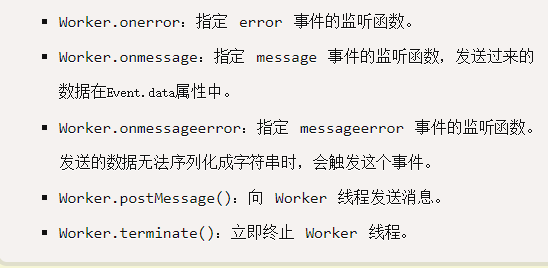 Worker.onerror：指定 error 事件的监听函数。
Worker.onmessage：指定 message 事件的监听函数，发送过来的
数据在Event.data属性中。
Worker.onmessageerror：指定 messageerror 事件的监听函数。
发送的数据无法序列化成字符串时，会触发这个事件。
Worker.postMessage()：向 Worker 线程发送消息。
Worker.terminate()：立即终止 Worker 线程。